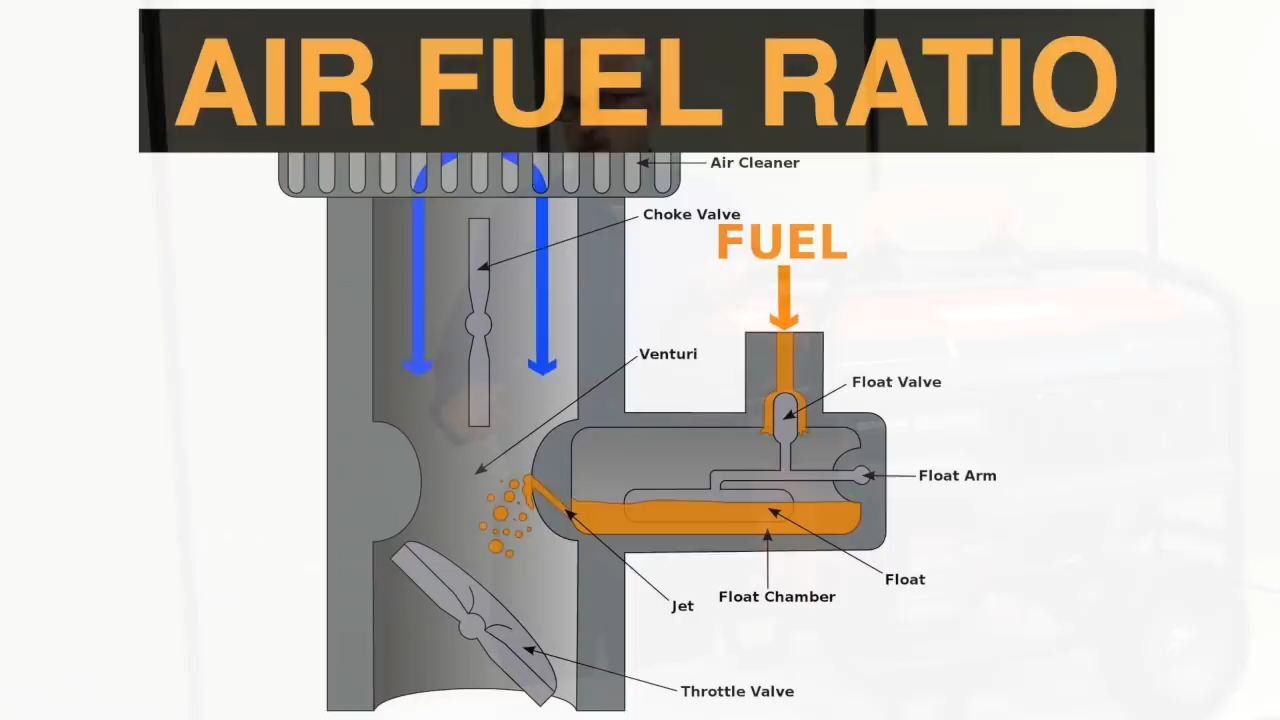 AIR FUEL RATIO
Air Cleaner
Choke Valve
FUEL
Venturi
Float Valve
Float Arm
Float
Float Chamber
Jet
Throttle Valve